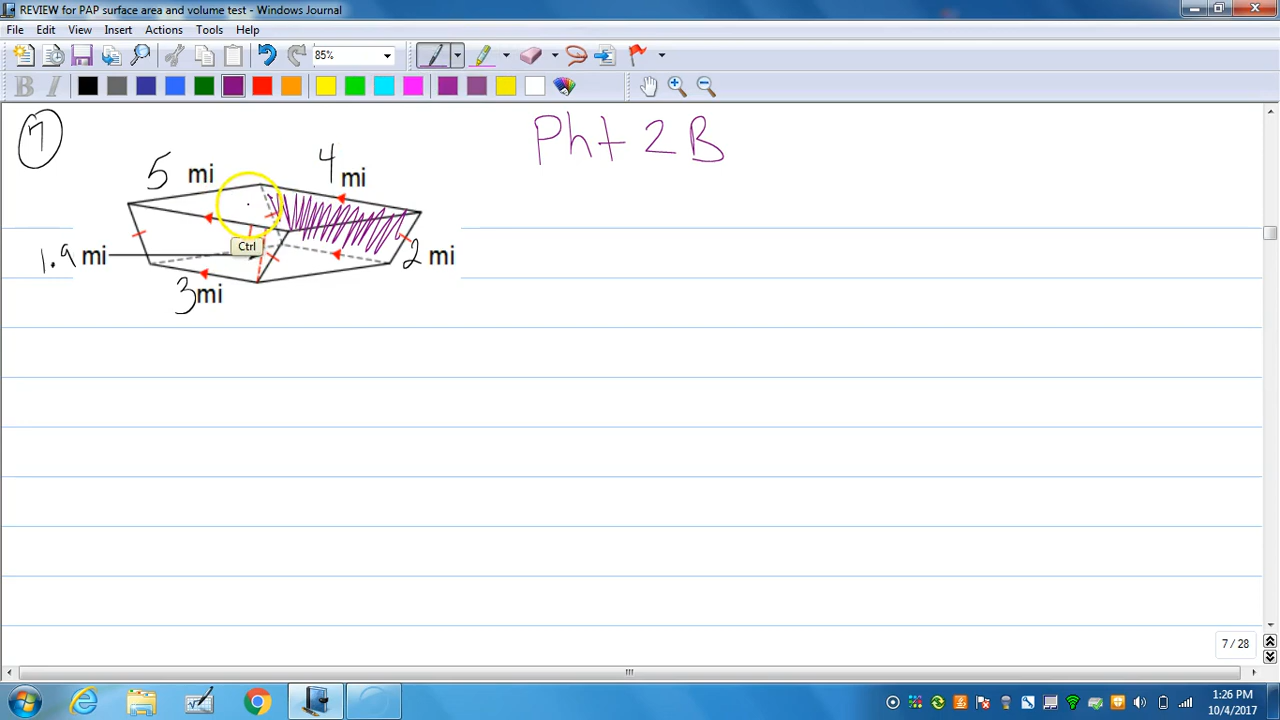 REVIEW for PAP surface area and volume test - Windows Journal
File Edit View Insert Actions Tools Help
85%
7
Ph+2B
5 mi
4 mi
1.9 mi
Ctrl
2 mi
3mi
7 / 28
1:26 PM
10/4/2017